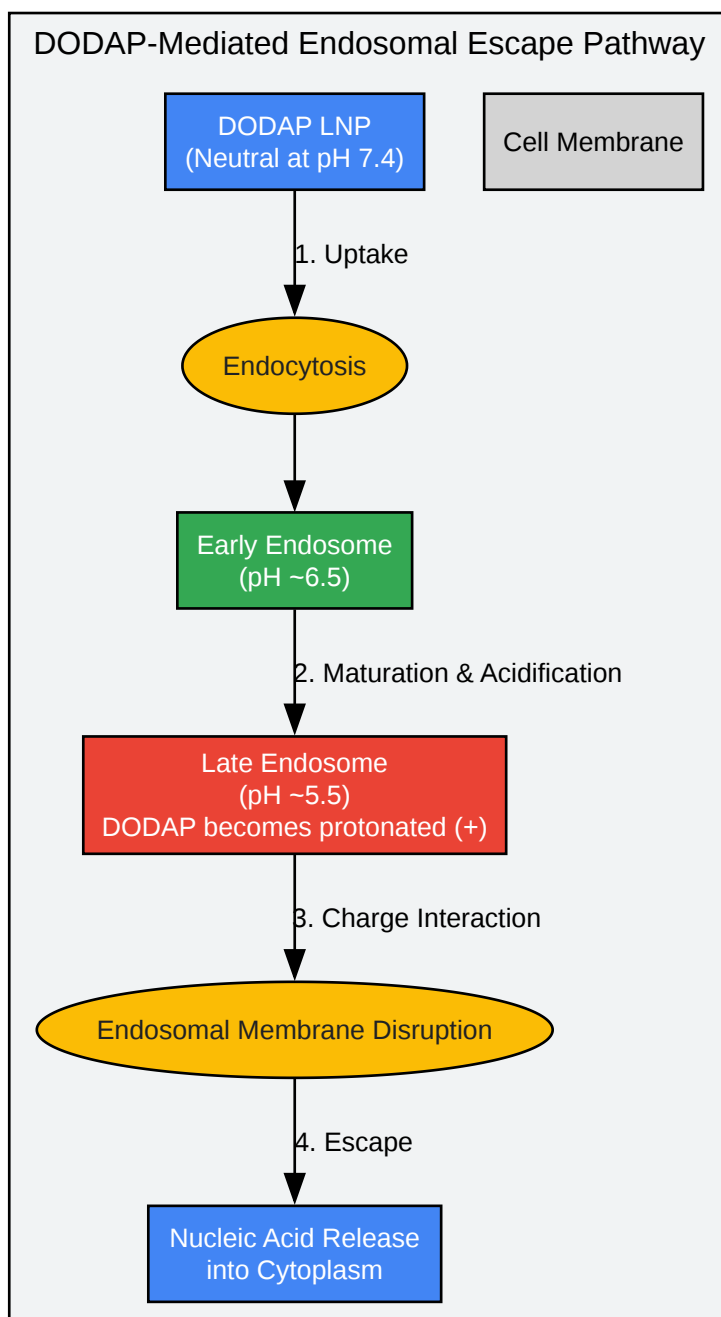 DODAP-Mediated Endosomal Escape Pathway
DODAP LNP
(Neutral at pH 7.4)
Cell Membrane
1. Uptake
Endocytosis
Early Endosome
(pH ~6.5)
2. Maturation & Acidification
Late Endosome
(pH ~5.5)
DODAP becomes protonated (+)
3. Charge Interaction
Endosomal Membrane Disruption
4. Escape
Nucleic Acid Release
into Cytoplasm